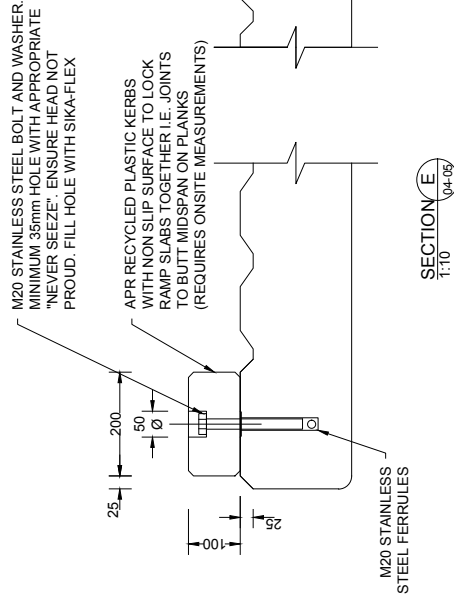 M20 STAINLESS STEEL BOLT AND WASHER.
MINIMUM 35mm HOLE WITH APPROPRIATE
"NEVER SEEZE". ENSURE HEAD NOT
PROUD. FILL HOLE WITH SIKA-FLEX
APR RECYCLED PLASTIC KERBS
WITH NON SLIP SURFACE TO LOCK
RAMP SLABS TOGETHER I.E. JOINTS
TO BUTT MIDSPAN ON PLANKS
(REQUIRES ONSITE MEASUREMENTS)
25
200
50
Ø
100
25
M20 STAINLESS
STEEL FERRULES
SECTION E
1:10
04-05